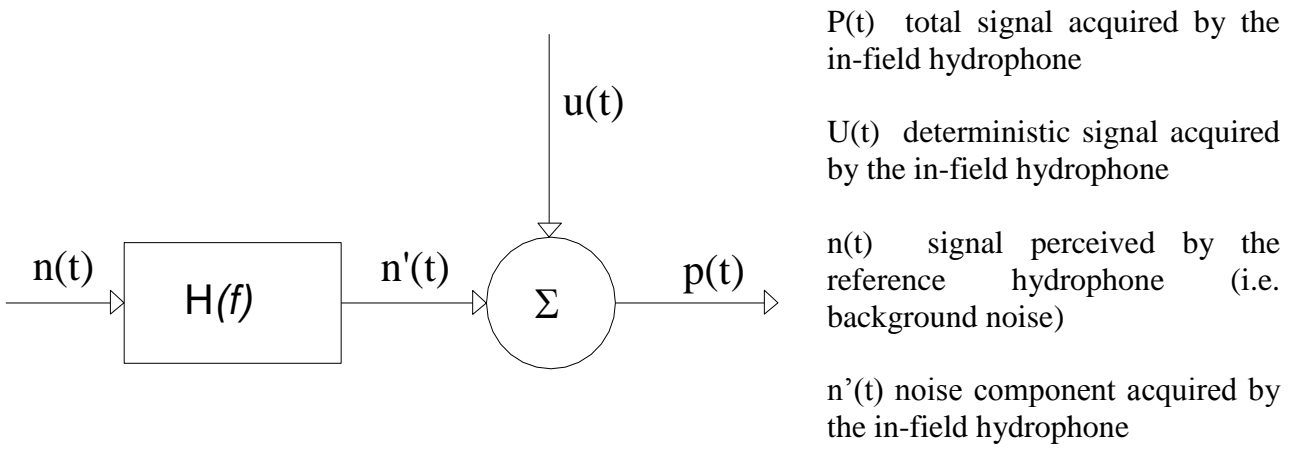 u(t)
n(t)
H(f)
n'(t)
Σ
p(t)
P(t) total signal acquired by the
in-field hydrophone
U(t) deterministic signal acquired
by the in-field hydrophone
n(t) signal perceived by the
reference hydrophone (i.e.
background noise)
n’(t) noise component acquired by
the in-field hydrophone